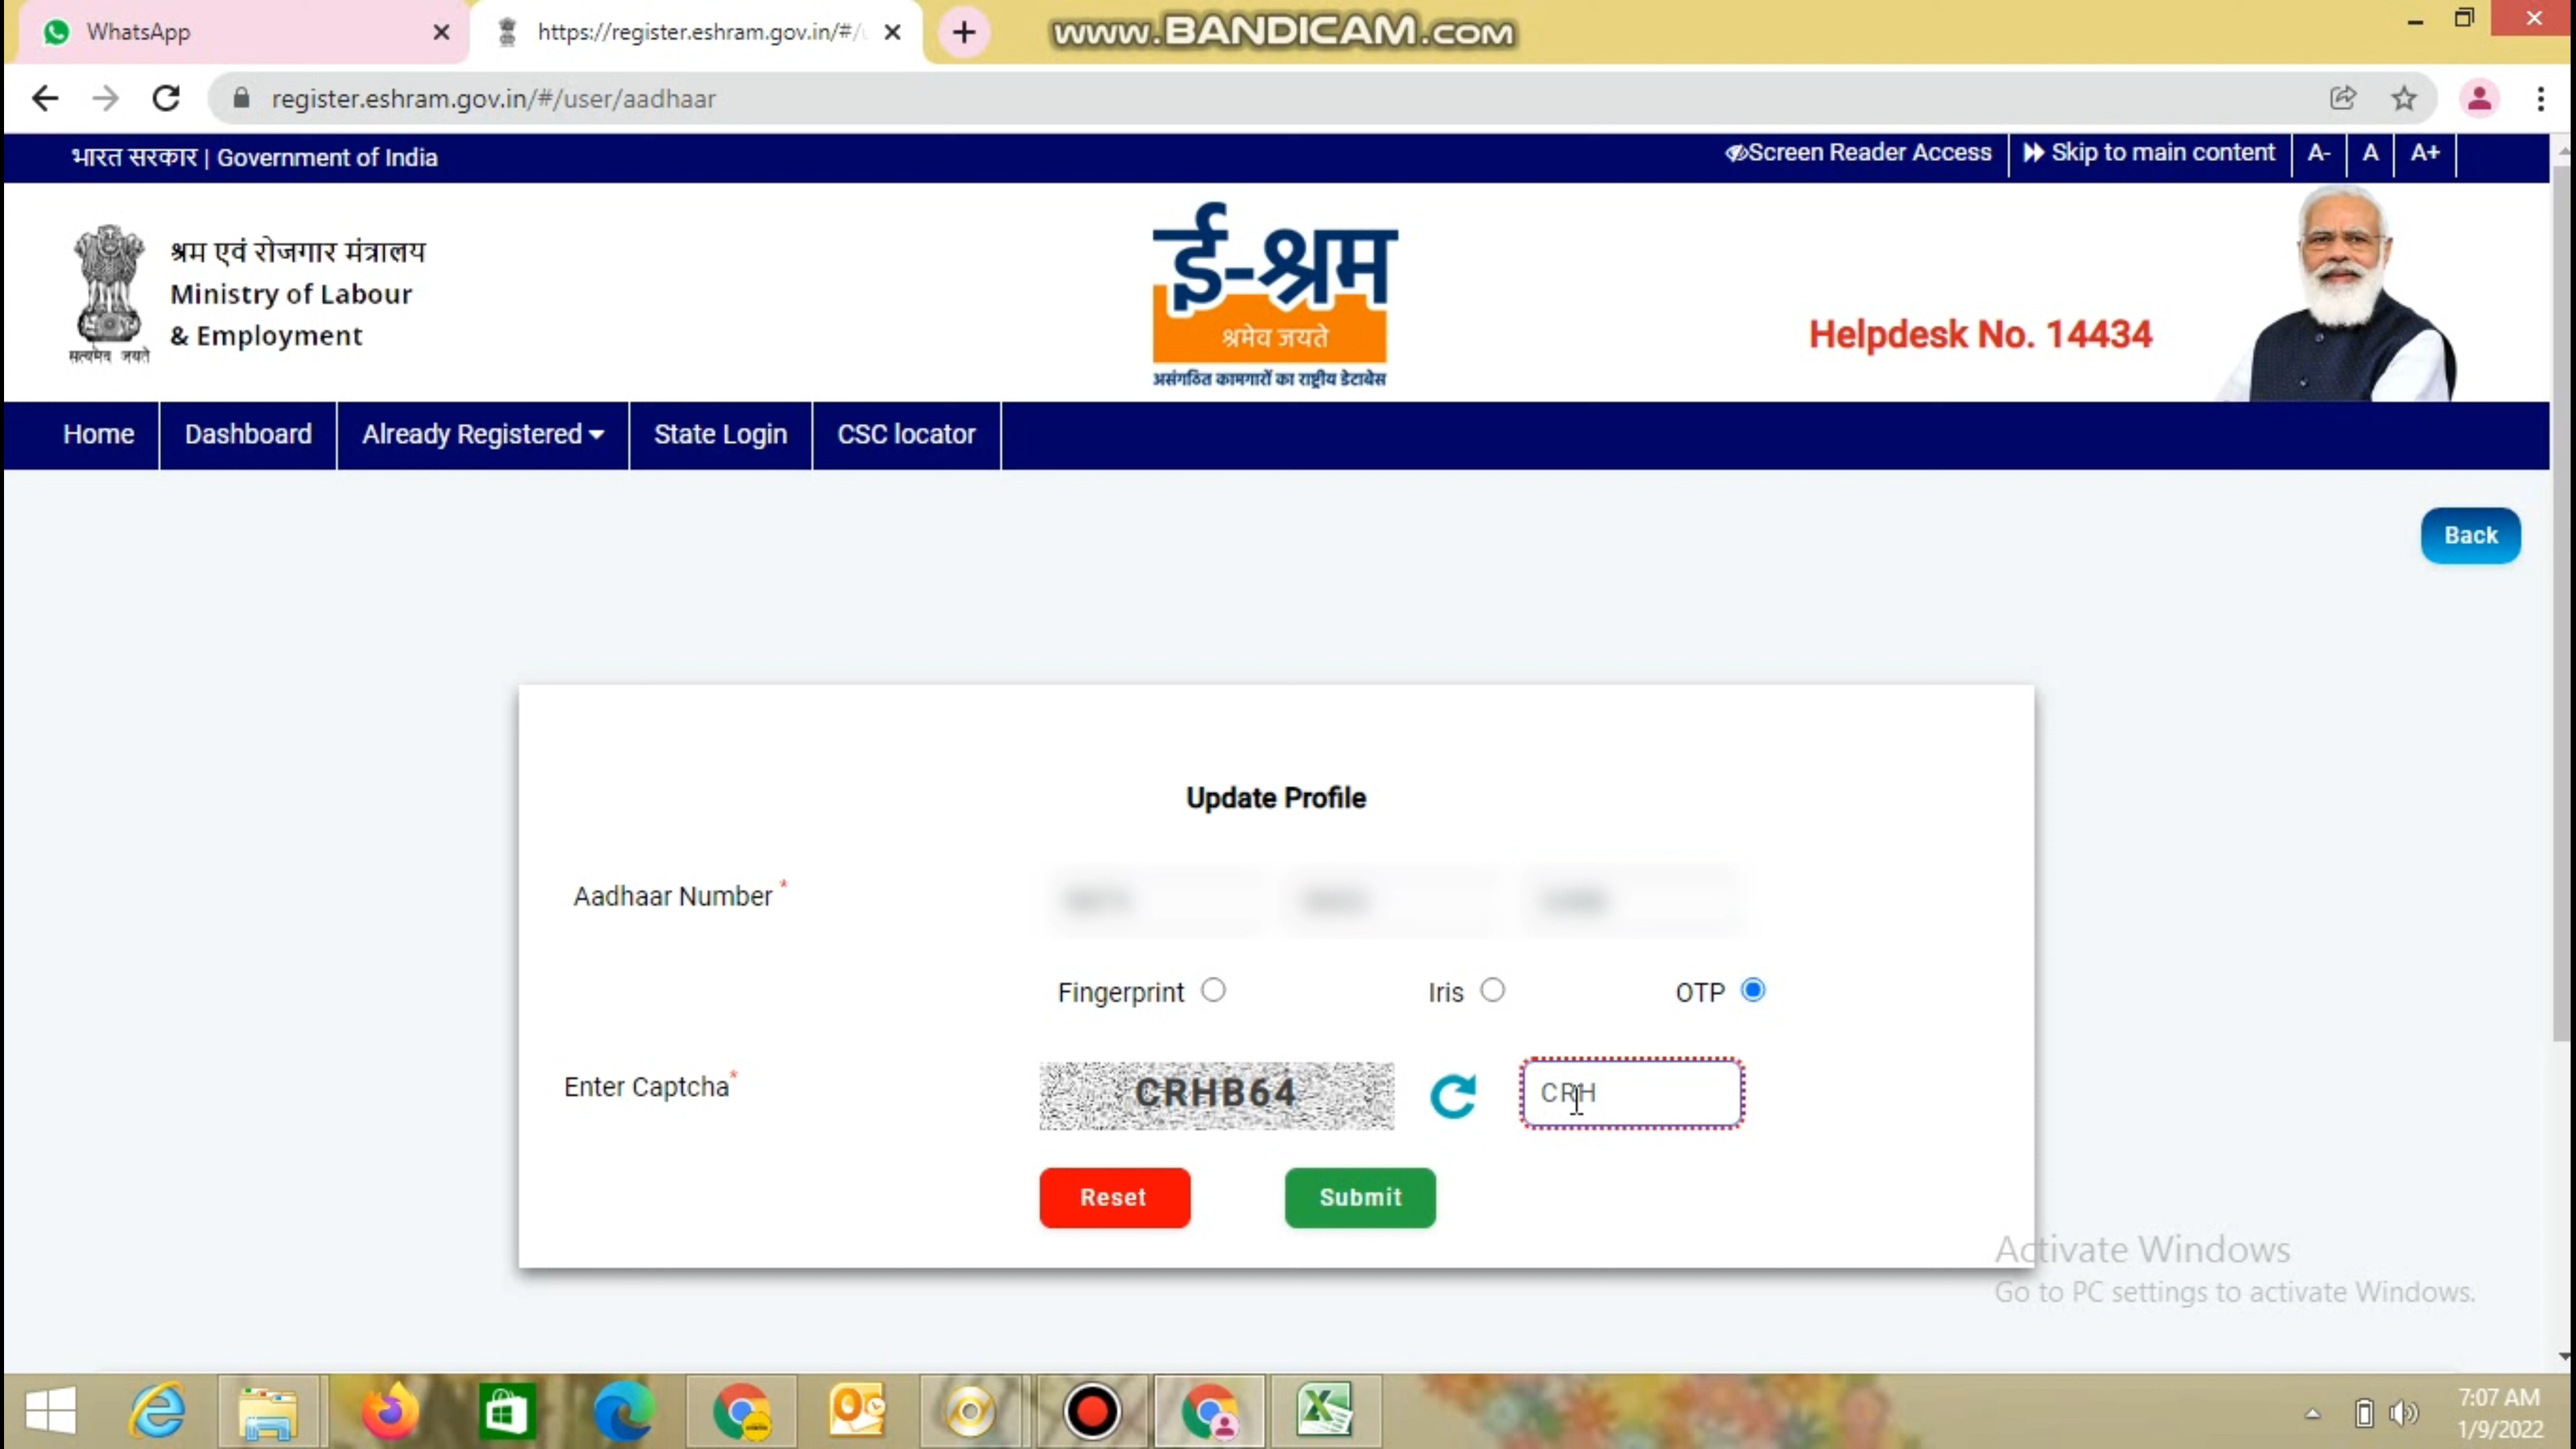 WhatsApp
https://register.eshram.gov.in/#/
www.BANDICAM.com
register.eshram.gov.in/#/user/aadhaar
भारत सरकार | Government of India
Screen Reader Access
Skip to main content
A-
A
A+
श्रम एवं रोजगार मंत्रालय
Ministry of Labour
& Employment
सत्यमेव जयते
ई-श्रम
श्रमेव जयते
असंगठित कामगारों का राष्ट्रीय डेटाबेस
Helpdesk No. 14434
Home
Dashboard
Already Registered
State Login
CSC locator
Back
Update Profile
Aadhaar Number *
Fingerprint
Iris
OTP
Enter Captcha*
CRHB64
CRH
Reset
Submit
Activate Windows
Go to PC settings to activate Windows.
7:07 AM
1/9/2022